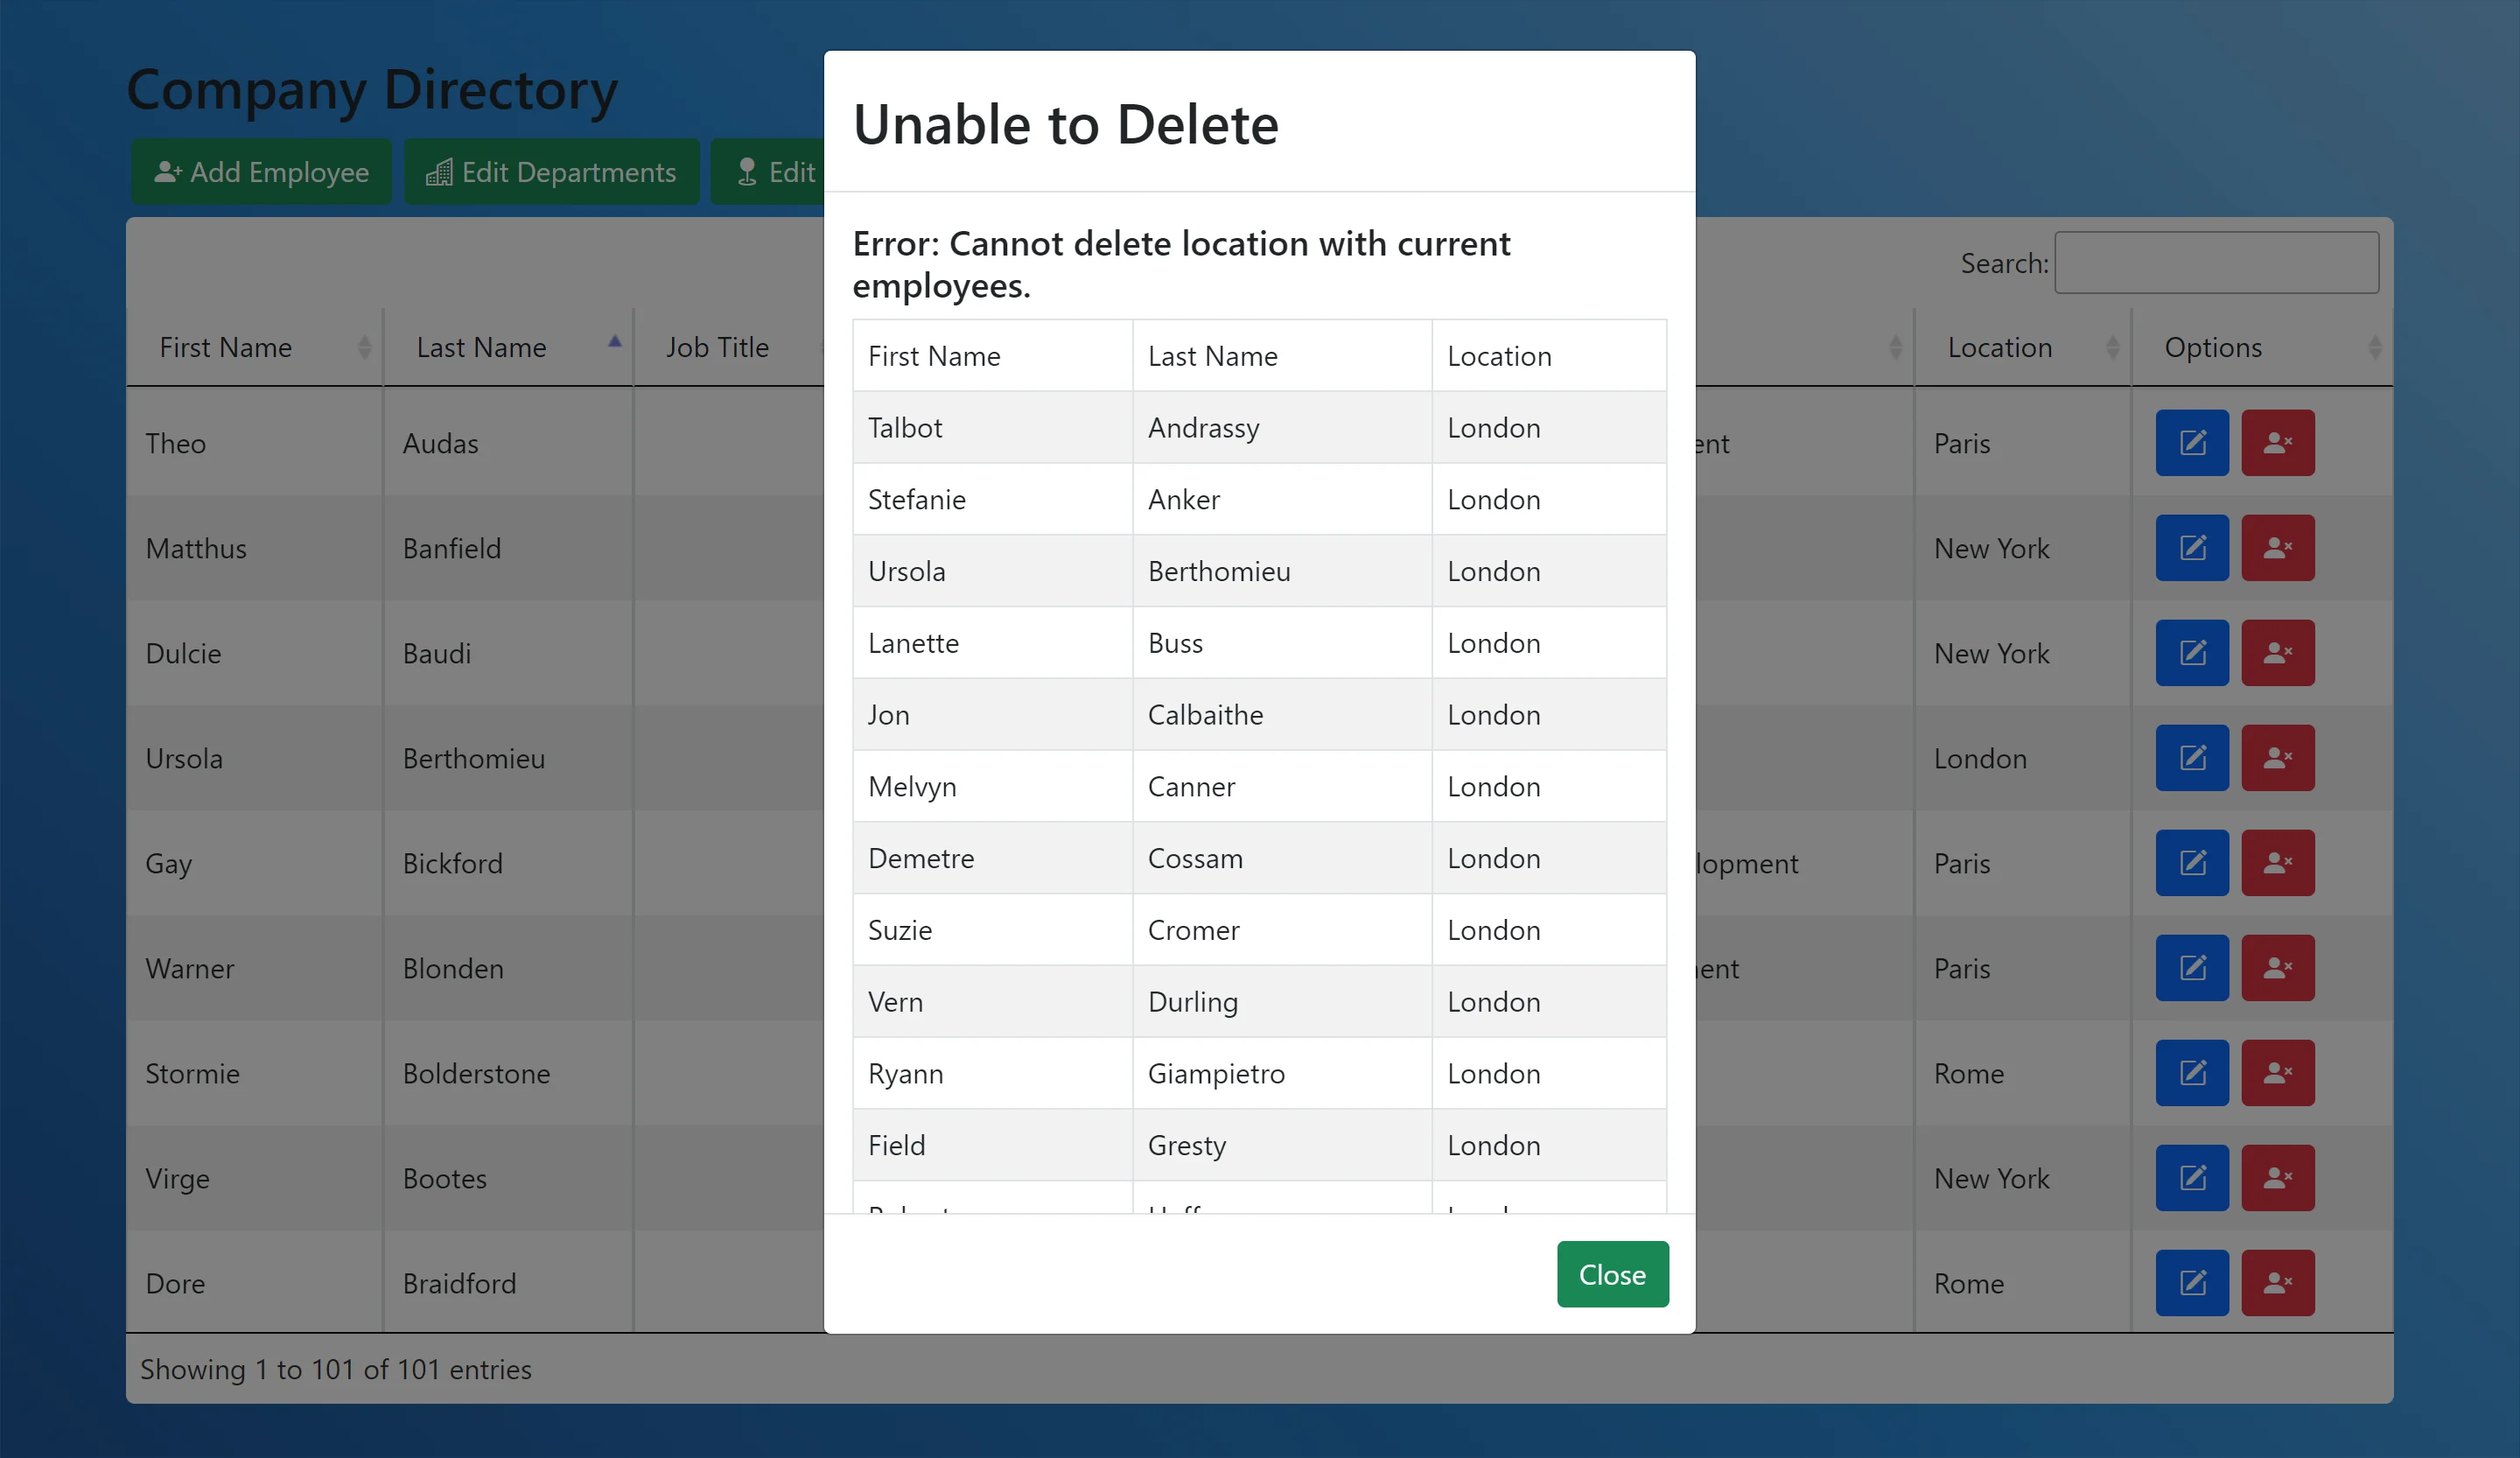 Company Directory
Add Employee Edit Departments Edit
Search:
First Name Last Name Job Title Location Options
Theo Audas Paris
Matthus Banfield New York
Dulcie Baudi New York
Ursola Berthomieu London
Gay Bickford lopment Paris
Warner Blonden Paris
Stormie Bolderstone Rome
Virge Bootes New York
Dore Braidford Rome
Showing 1 to 101 of 101 entries
Unable to Delete
Error: Cannot delete location with current
employees.
First Name Last Name Location
Talbot Andrassy London
Stefanie Anker London
Ursola Berthomieu London
Lanette Buss London
Jon Calbaithe London
Melvyn Canner London
Demetre Cossam London
Suzie Cromer London
Vern Durling London
Ryann Giampietro London
Field Gresty London
Close